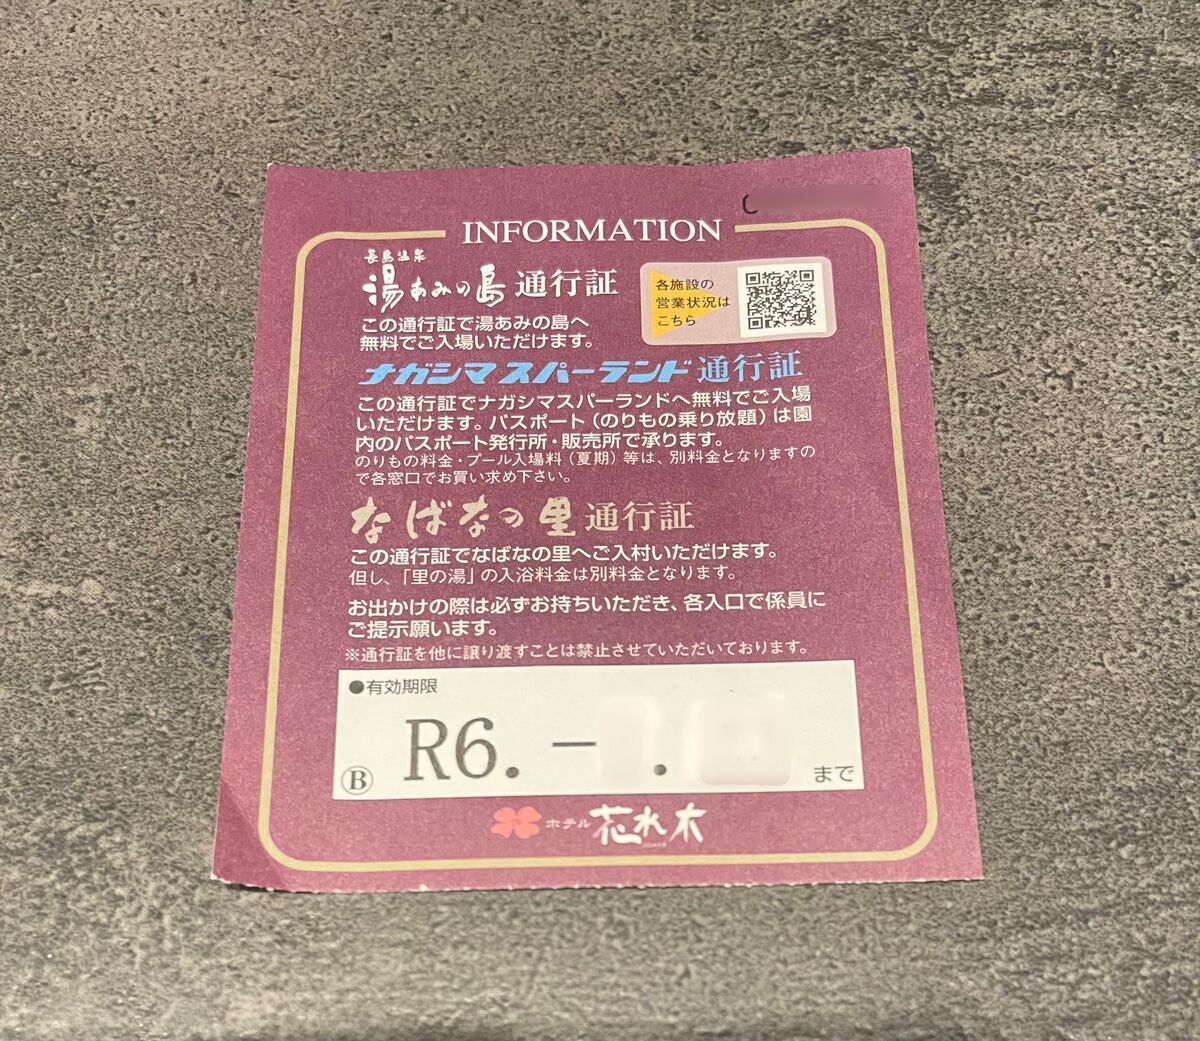 INFORMATION
長島温泉
湯あみの島 通行証
各施設の
営業状況は
こちら
この通行証で湯あみの島へ
無料でご入場いただけます。
ナガシマスパーランド 通行証
この通行証でナガシマスパーランドへ無料でご入場
いただけます。パスポート(のりもの乗り放題)は園
内のパスポート発行所・販売所で承ります。
のりもの料金・プール入場料(夏期)等は、別料金となりますの
で各窓口でお買い求め下さい。
なばなの里 通行証
この通行証でなばなの里へご入村いただけます。
但し、「里の湯」の入浴料金は別料金となります。
お出かけの際は必ずお持ちいただき、各入口で係員に
ご提示願います。
※通行証を他に譲り渡すことは禁止させていただいております。
●有効期限
Ⓑ R6. - . まで
ホテル 花水木